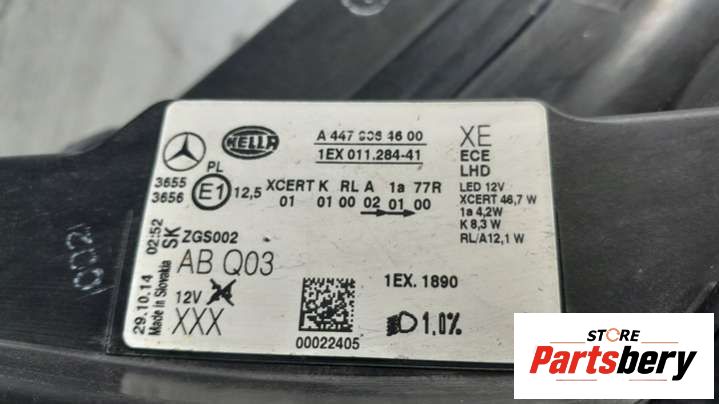 HELLA
A 447 906 46 00
1EX 011.284-41
XE
ECE
LHD
LED 12V
XCERT 46,7 W
1a 4,2W
K 8,3 W
RL/A12,1 W
PL
3655
3656
E1
12,5
XCERT K RL A 1a 77R
01 01 00 02 01 00
SK
ZGS002
AB Q03
12V
XXX
29.10.14 02:52
Made in Slovakia
00022405
1EX. 1890
1,0%
STORE
Partsbery